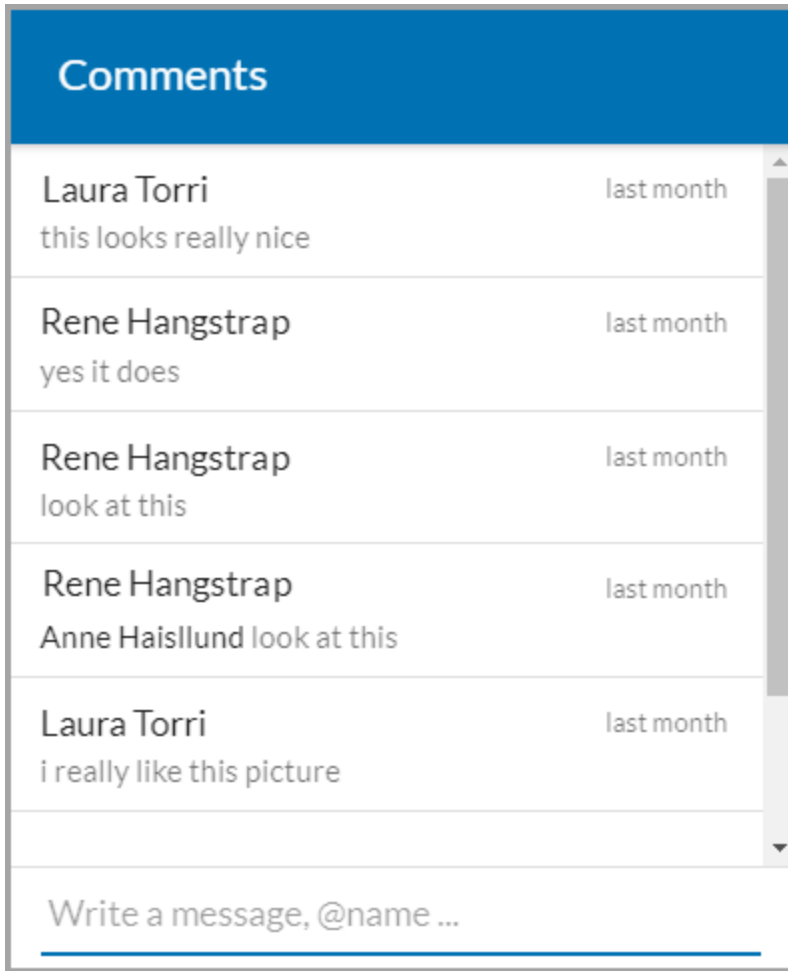 Comments
Laura Torri last month
this looks really nice
Rene Hangstrap last month
yes it does
Rene Hangstrap last month
look at this
Rene Hangstrap last month
Anne Haisllund look at this
Laura Torri last month
i really like this picture
Write a message, @name ...